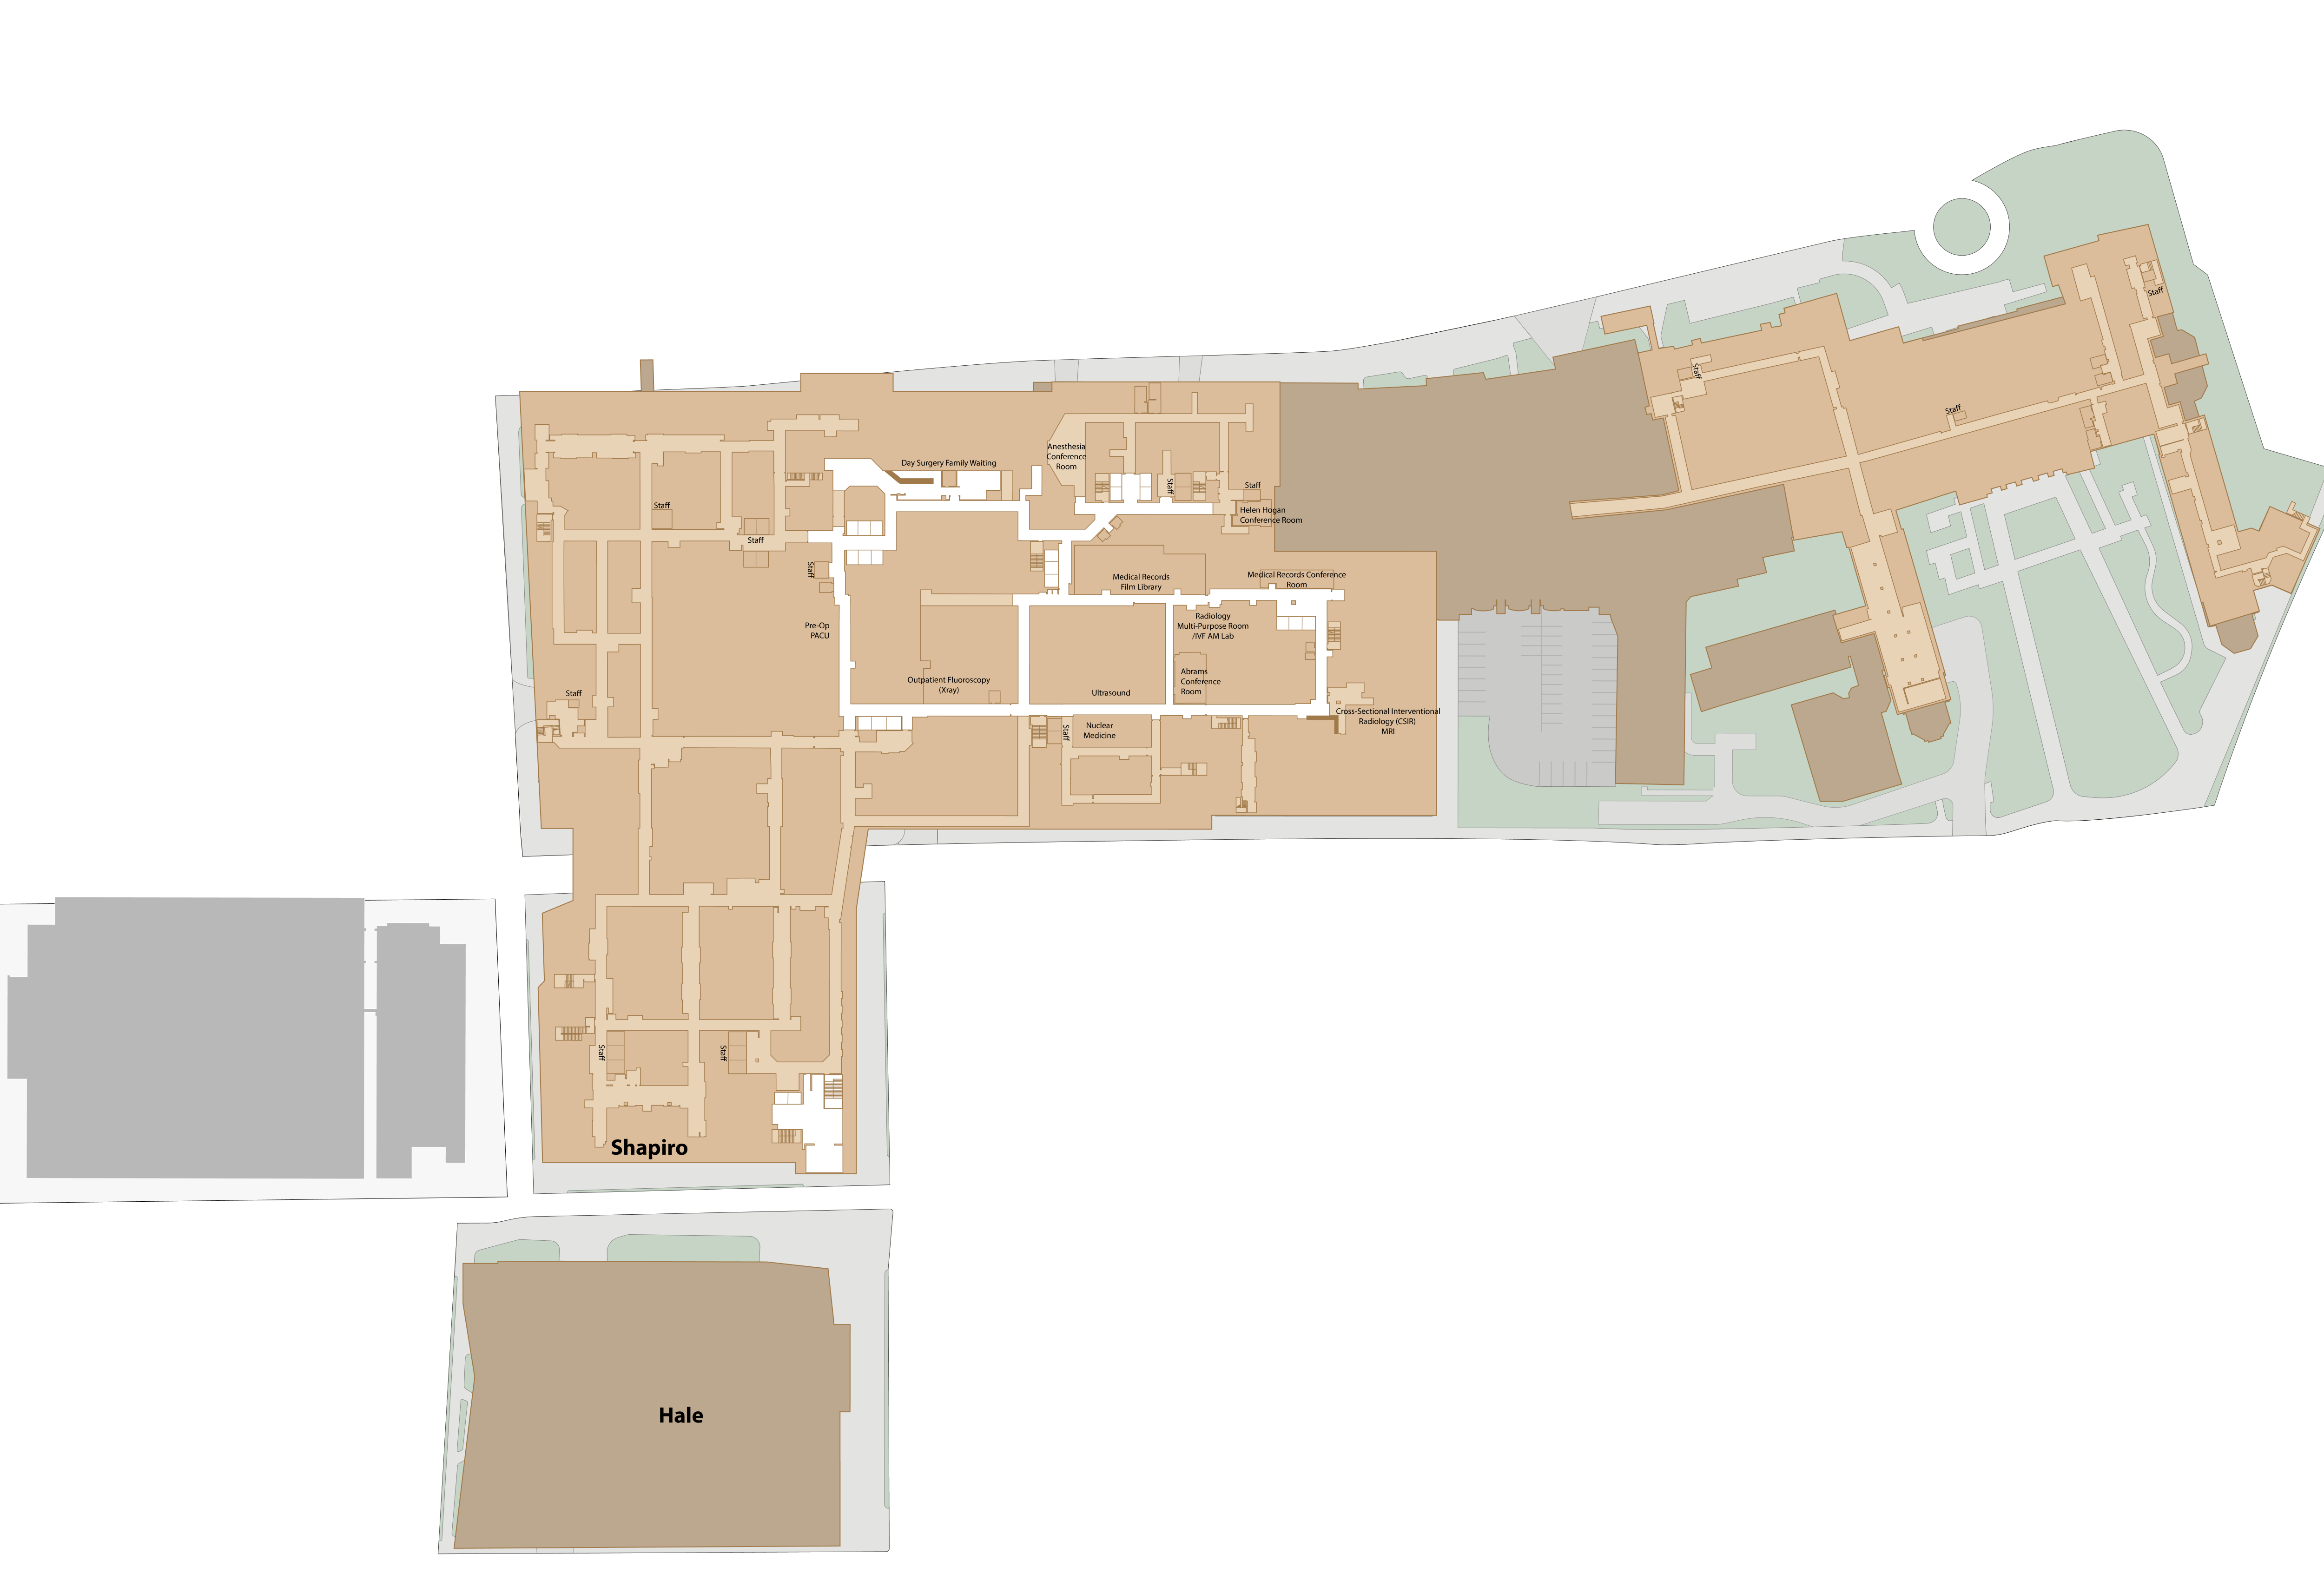 Staff
Staff
Staff
Day Surgery Family Waiting
Anesthesia
Conference
Room
Staff
Staff
Staff
Helen Hogan
Conference Room
Staff
Staff
Medical Records
Film Library
Medical Records Conference
Room
Pre-Op
PACU
Radiology
Multi-Purpose Room
/IVF AM Lab
Outpatient Fluoroscopy
(Xray)
Ultrasound
Abrams
Conference
Room
Staff
Staff
Nuclear
Medicine
Cross-Sectional Interventional
Radiology (CSIR)
MRI
Staff
Staff
Shapiro
Hale